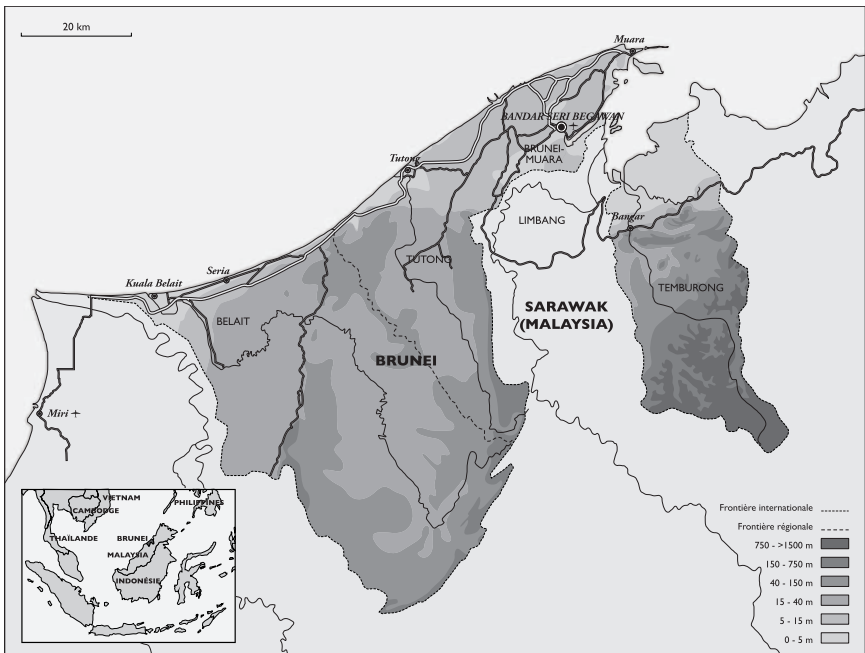 20 km
Muara
BANDAR SERI BEGAWAN
BRUNEI-
MUARA
Tutong
LIMBANG
Bangar
TUTONG
Seria
Kuala Belait
TEMBURONG
SARAWAK
(MALAYSIA)
BELAIT
BRUNEI
Miri
VIETNAM
CAMBODGE
PHILIPPINES
THAÏLANDE
BRUNEI
MALAYSIA
INDONÉSIE
Frontière internationale
Frontière régionale
750 - >1500 m
150 - 750 m
40 - 150 m
15 - 40 m
5 - 15 m
0 - 5 m